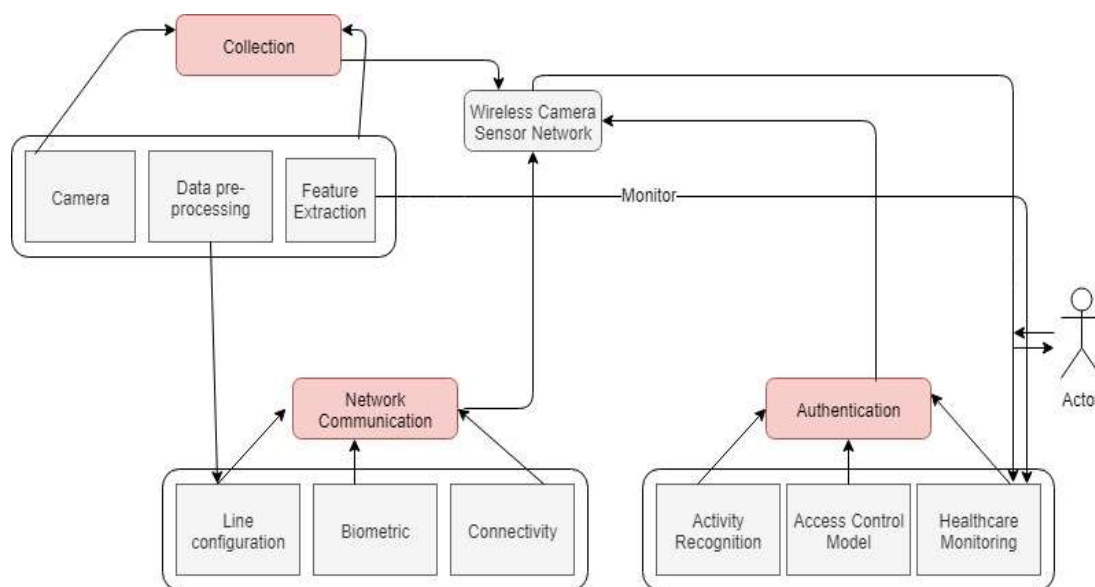 Collection
Wireless Camera
Sensor Network
Camera
Data pre-
processing
Feature
Extraction
Monitor
Network
Communication
Authentication
Acto
Line
configuration
Biometric
Connectivity
Activity
Recognition
Access Control
Model
Healthcare
Monitoring